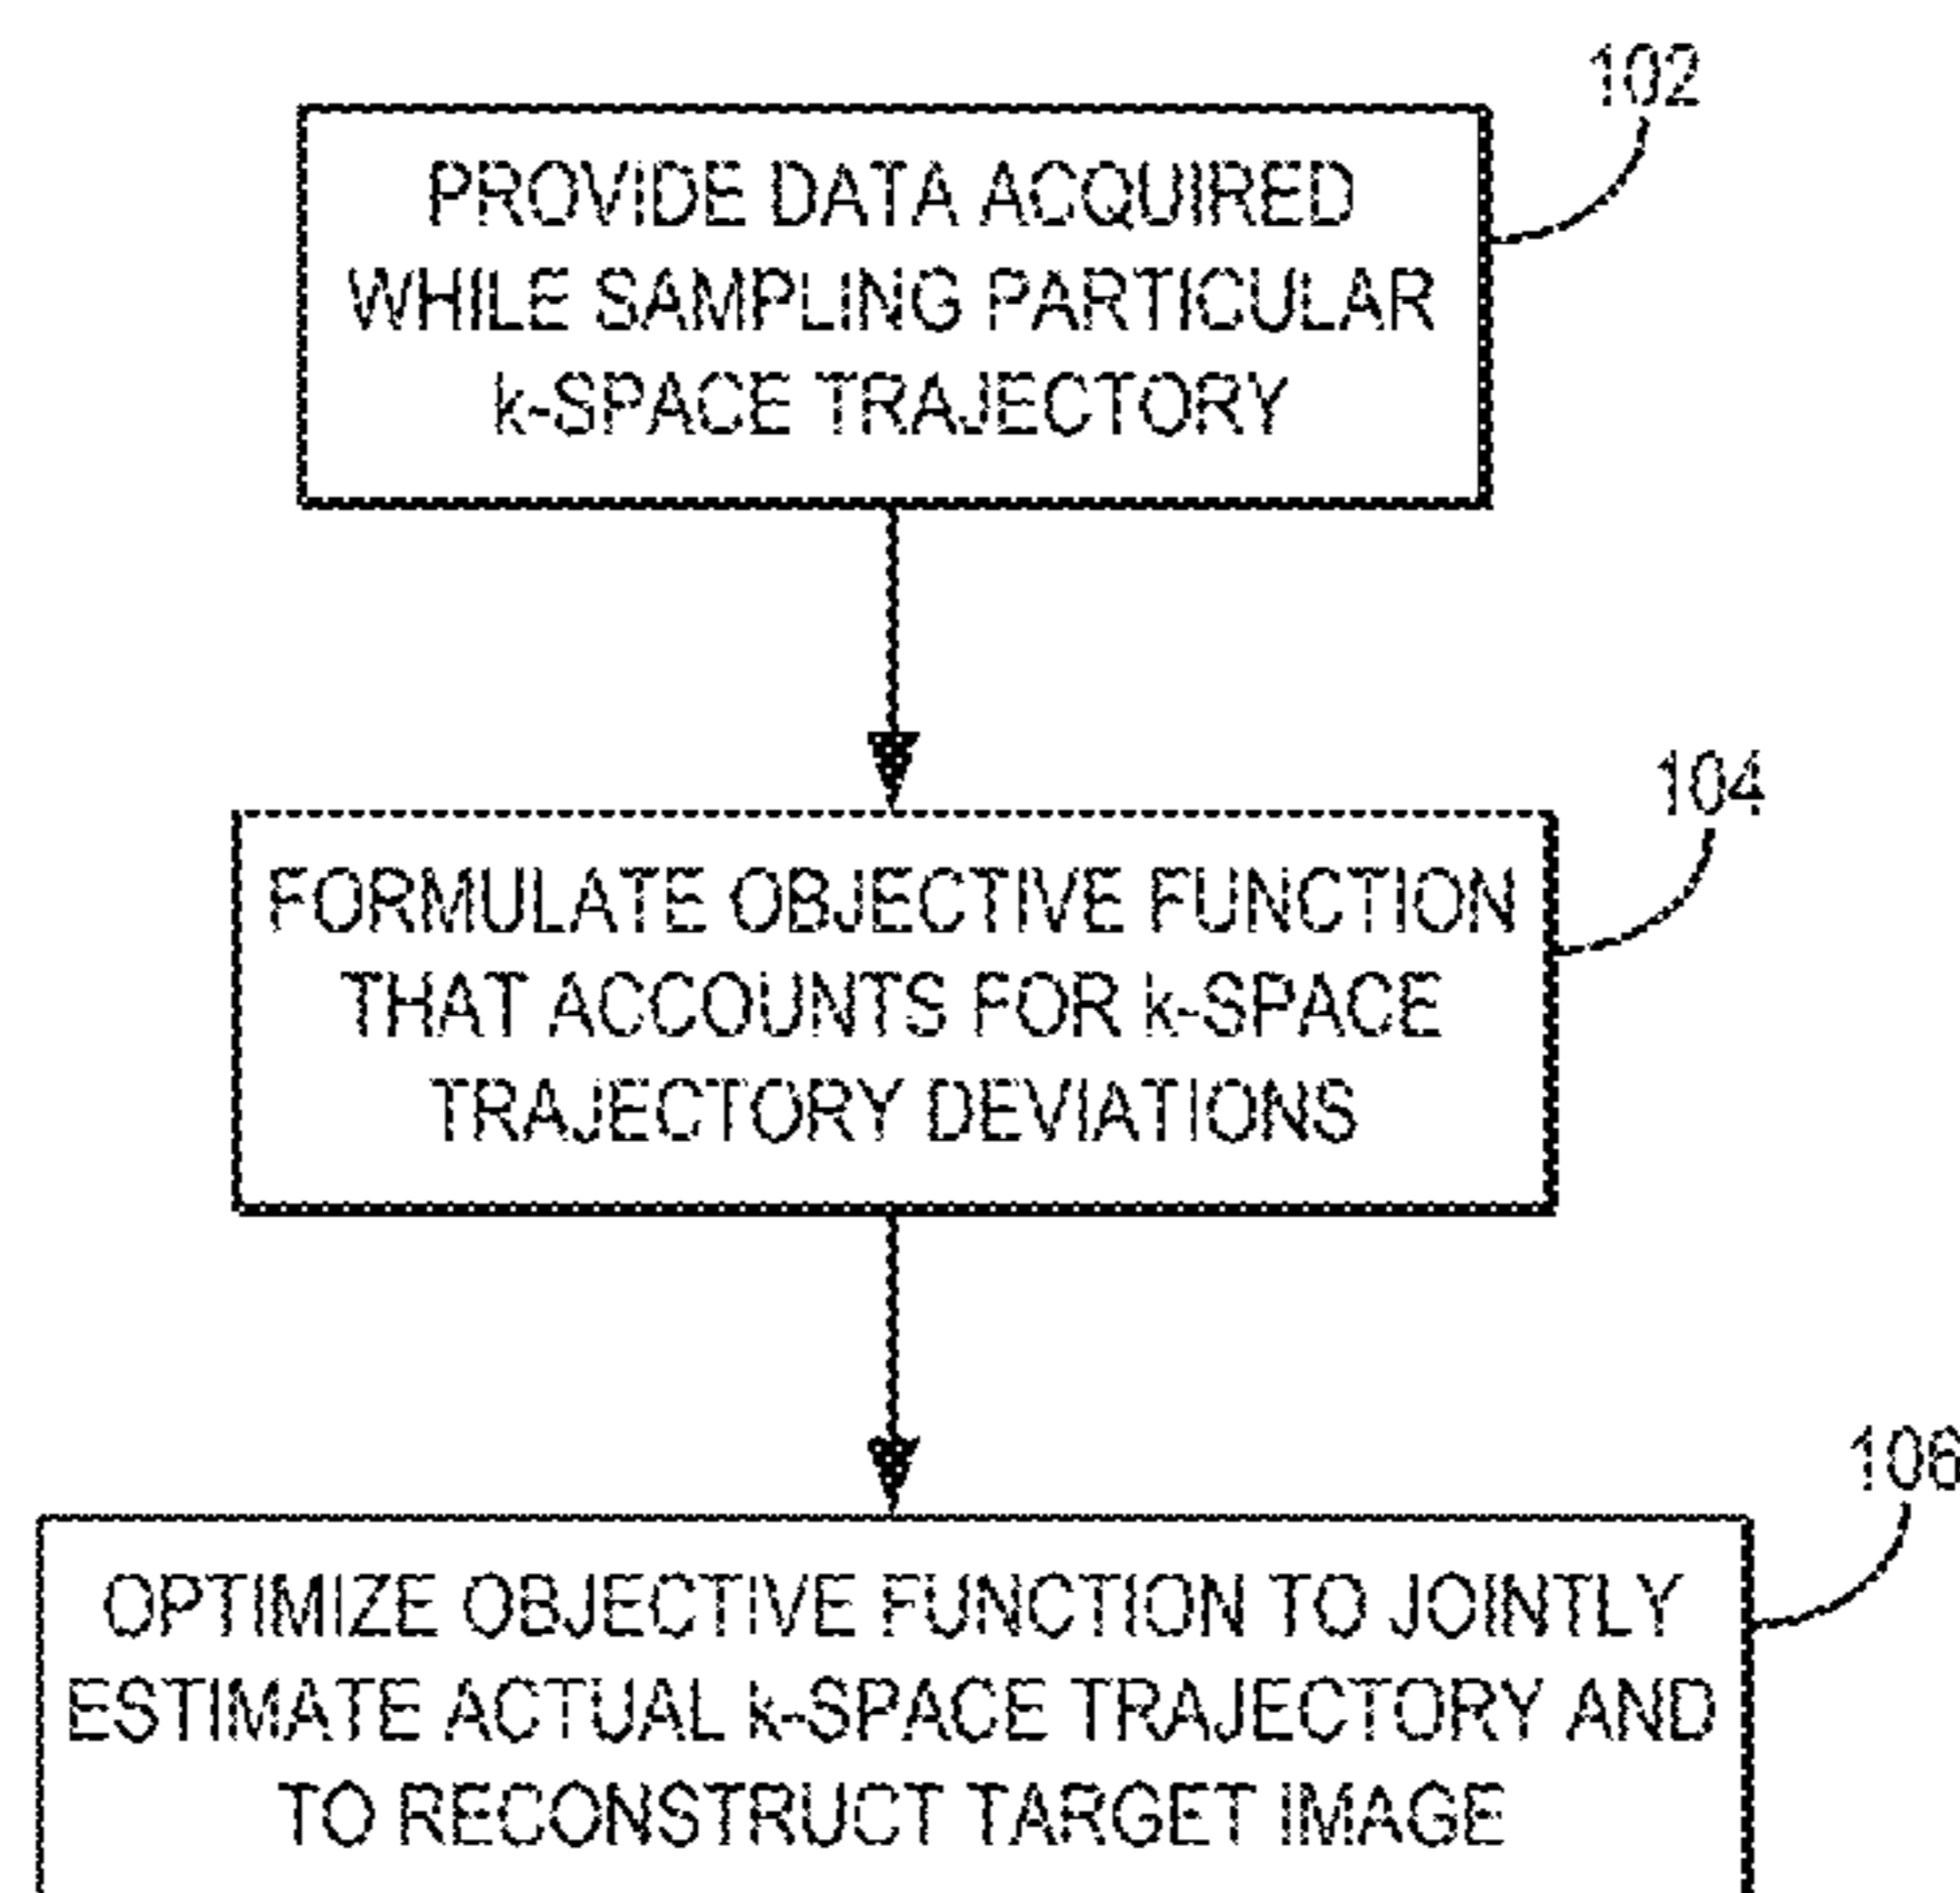 102
PROVIDE DATA ACQUIRED
WHILE SAMPLING PARTICULAR
k-SPACE TRAJECTORY
104
FORMULATE OBJECTIVE FUNCTION
THAT ACCOUNTS FOR k-SPACE
TRAJECTORY DEVIATIONS
106
OPTIMIZE OBJECTIVE FUNCTION TO JOINTLY
ESTIMATE ACTUAL k-SPACE TRAJECTORY AND
TO RECONSTRUCT TARGET IMAGE